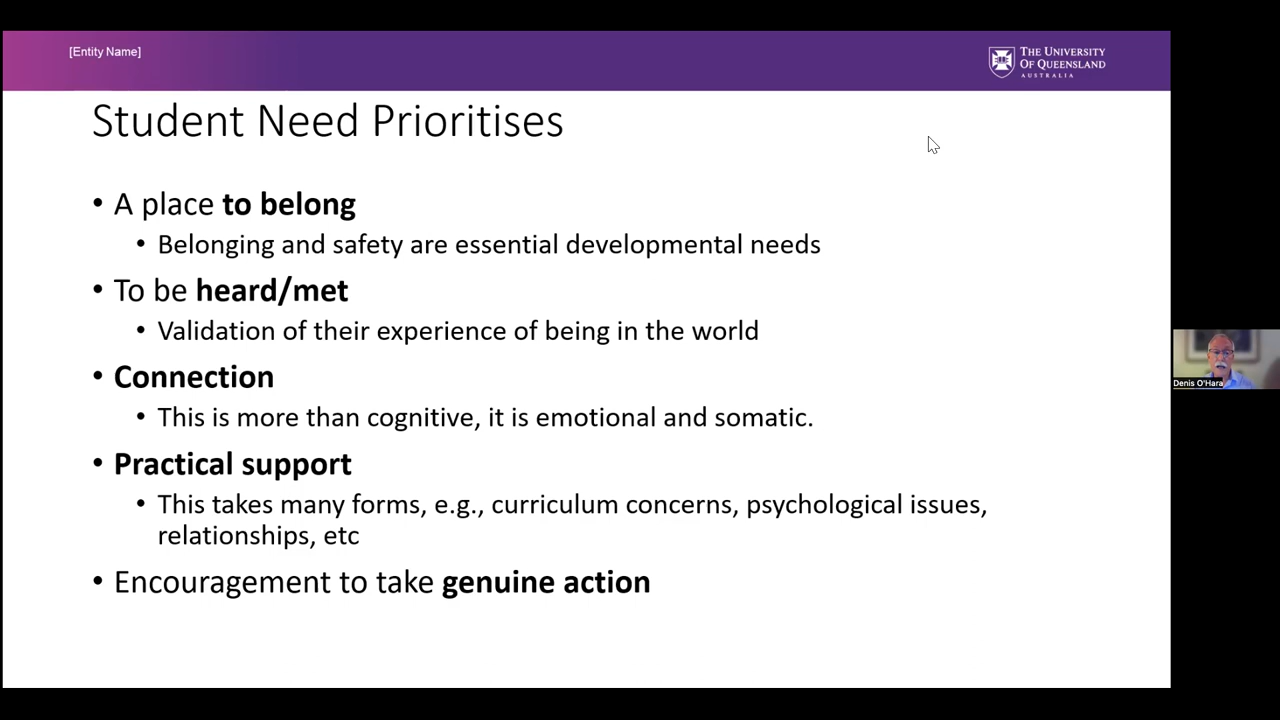 [Entity Name]
THE UNIVERSITY
OF QUEENSLAND
AUSTRALIA
Student Need Prioritises
• A place to belong
• Belonging and safety are essential developmental needs
• To be heard/met
• Validation of their experience of being in the world
• Connection
• This is more than cognitive, it is emotional and somatic.
• Practical support
• This takes many forms, e.g., curriculum concerns, psychological issues,
relationships, etc
• Encouragement to take genuine action
Denis O'Hara